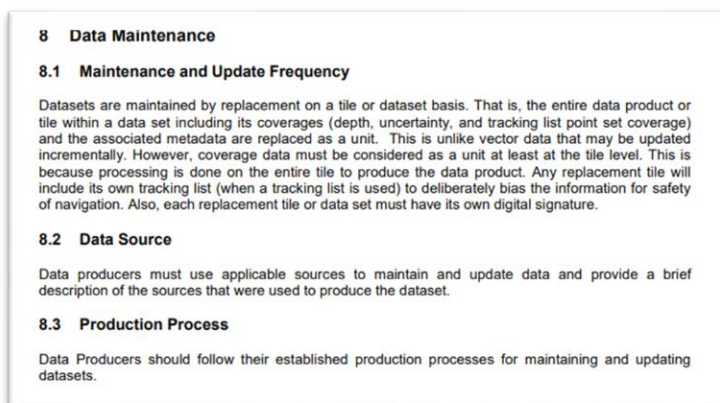 8 Data Maintenance
8.1 Maintenance and Update Frequency
Datasets are maintained by replacement on a tile or dataset basis. That is, the entire data product or
tile within a data set including its coverages (depth, uncertainty, and tracking list point set coverage)
and the associated metadata are replaced as a unit. This is unlike vector data that may be updated
incrementally. However, coverage data must be considered as a unit at least at the tile level. This is
because processing is done on the entire tile to produce the data product. Any replacement tile will
include its own tracking list (when a tracking list is used) to deliberately bias the information for safety
of navigation. Also, each replacement tile or data set must have its own digital signature.
8.2 Data Source
Data producers must use applicable sources to maintain and update data and provide a brief
description of the sources that were used to produce the dataset.
8.3 Production Process
Data Producers should follow their established production processes for maintaining and updating
datasets.